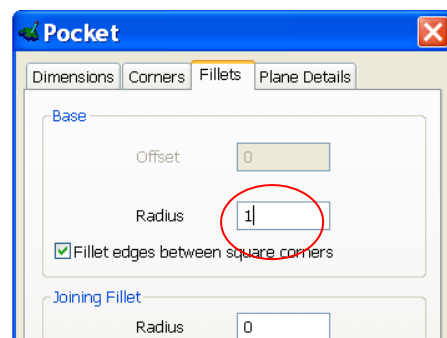 Pocket
Dimensions Corners Fillets Plane Details
Base
Offset 0
Radius 1
Fillet edges between square corners
Joining Fillet
Radius 0